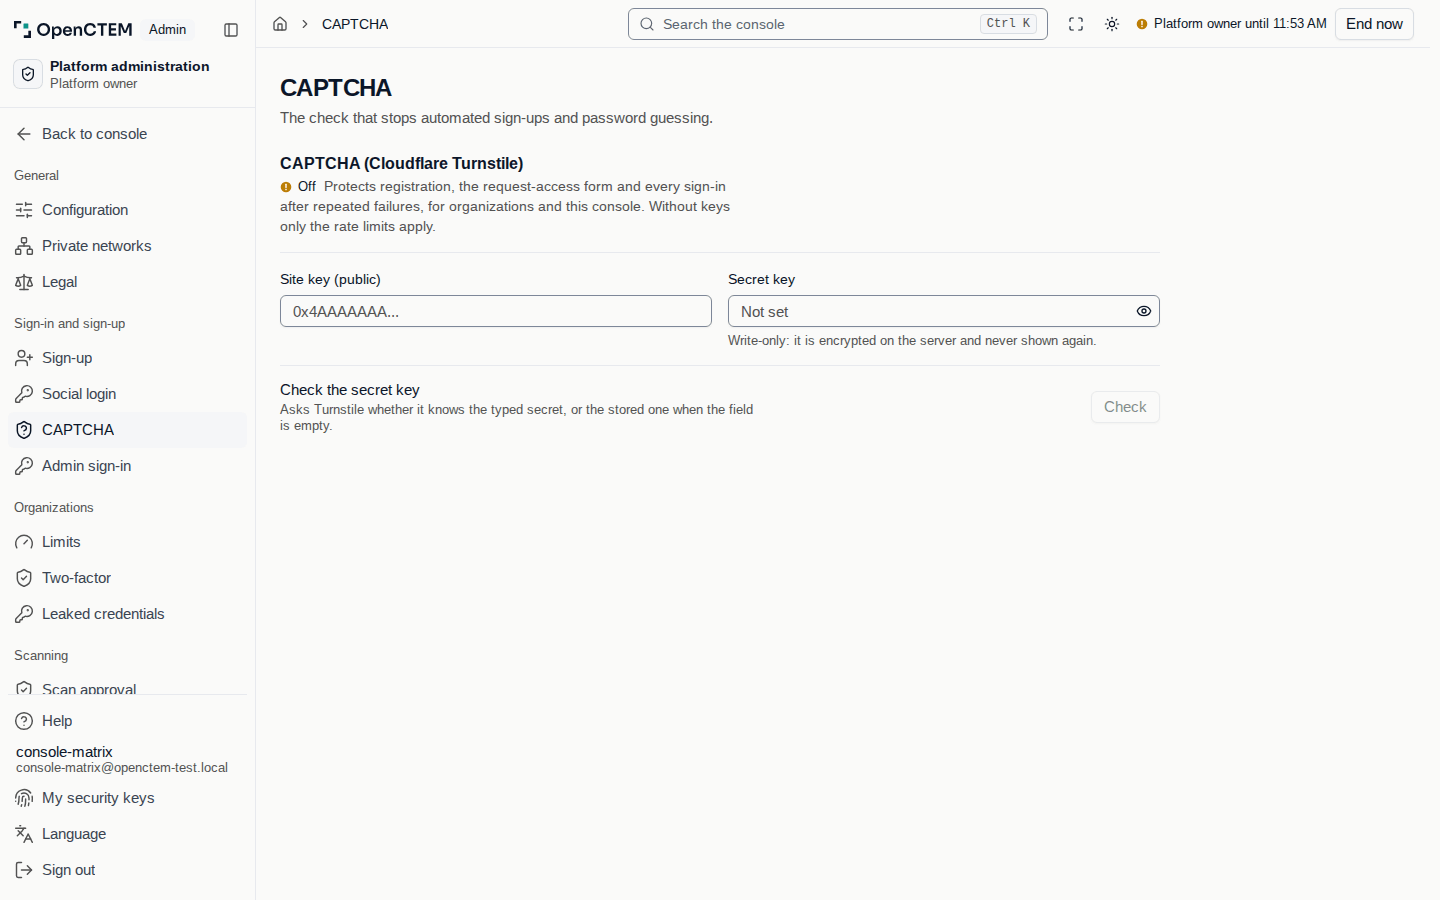 OpenCTEM Admin
Platform administration
Platform owner
Back to console
General
Configuration
Private networks
Legal
Sign-in and sign-up
Sign-up
Social login
CAPTCHA
Admin sign-in
Organizations
Limits
Two-factor
Leaked credentials
Scanning
Scan approval
Help
console-matrix
console-matrix@openctem-test.local
My security keys
Language
Sign out
CAPTCHA
Search the console
Ctrl K
Platform owner until 11:53 AM
End now
CAPTCHA
The check that stops automated sign-ups and password guessing.
CAPTCHA (Cloudflare Turnstile)
Off Protects registration, the request-access form and every sign-in
after repeated failures, for organizations and this console. Without keys
only the rate limits apply.
Site key (public)
0x4AAAAAAA...
Secret key
Not set
Write-only: it is encrypted on the server and never shown again.
Check the secret key
Asks Turnstile whether it knows the typed secret, or the stored one when the field
is empty.
Check